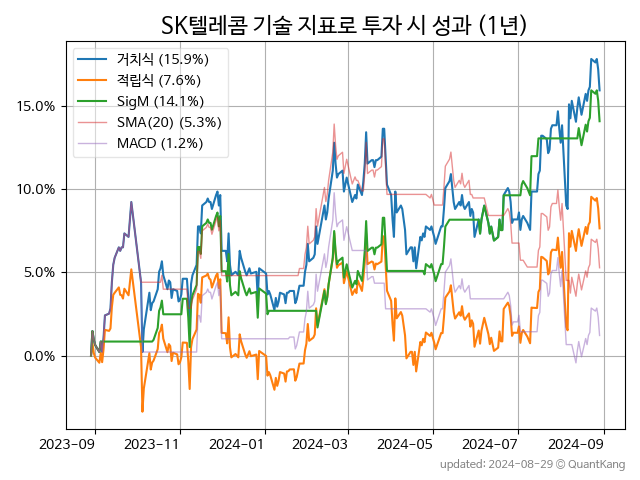 SK텔레콤 기술 지표로 투자 시 성과 (1년)
거치식 (15.9%)
적립식 (7.6%)
SigM (14.1%)
SMA(20) (5.3%)
MACD (1.2%)
15.0%
10.0%
5.0%
0.0%
2023-09 2023-11 2024-01 2024-03 2024-05 2024-07 2024-09
updated: 2024-08-29 © QuantKang